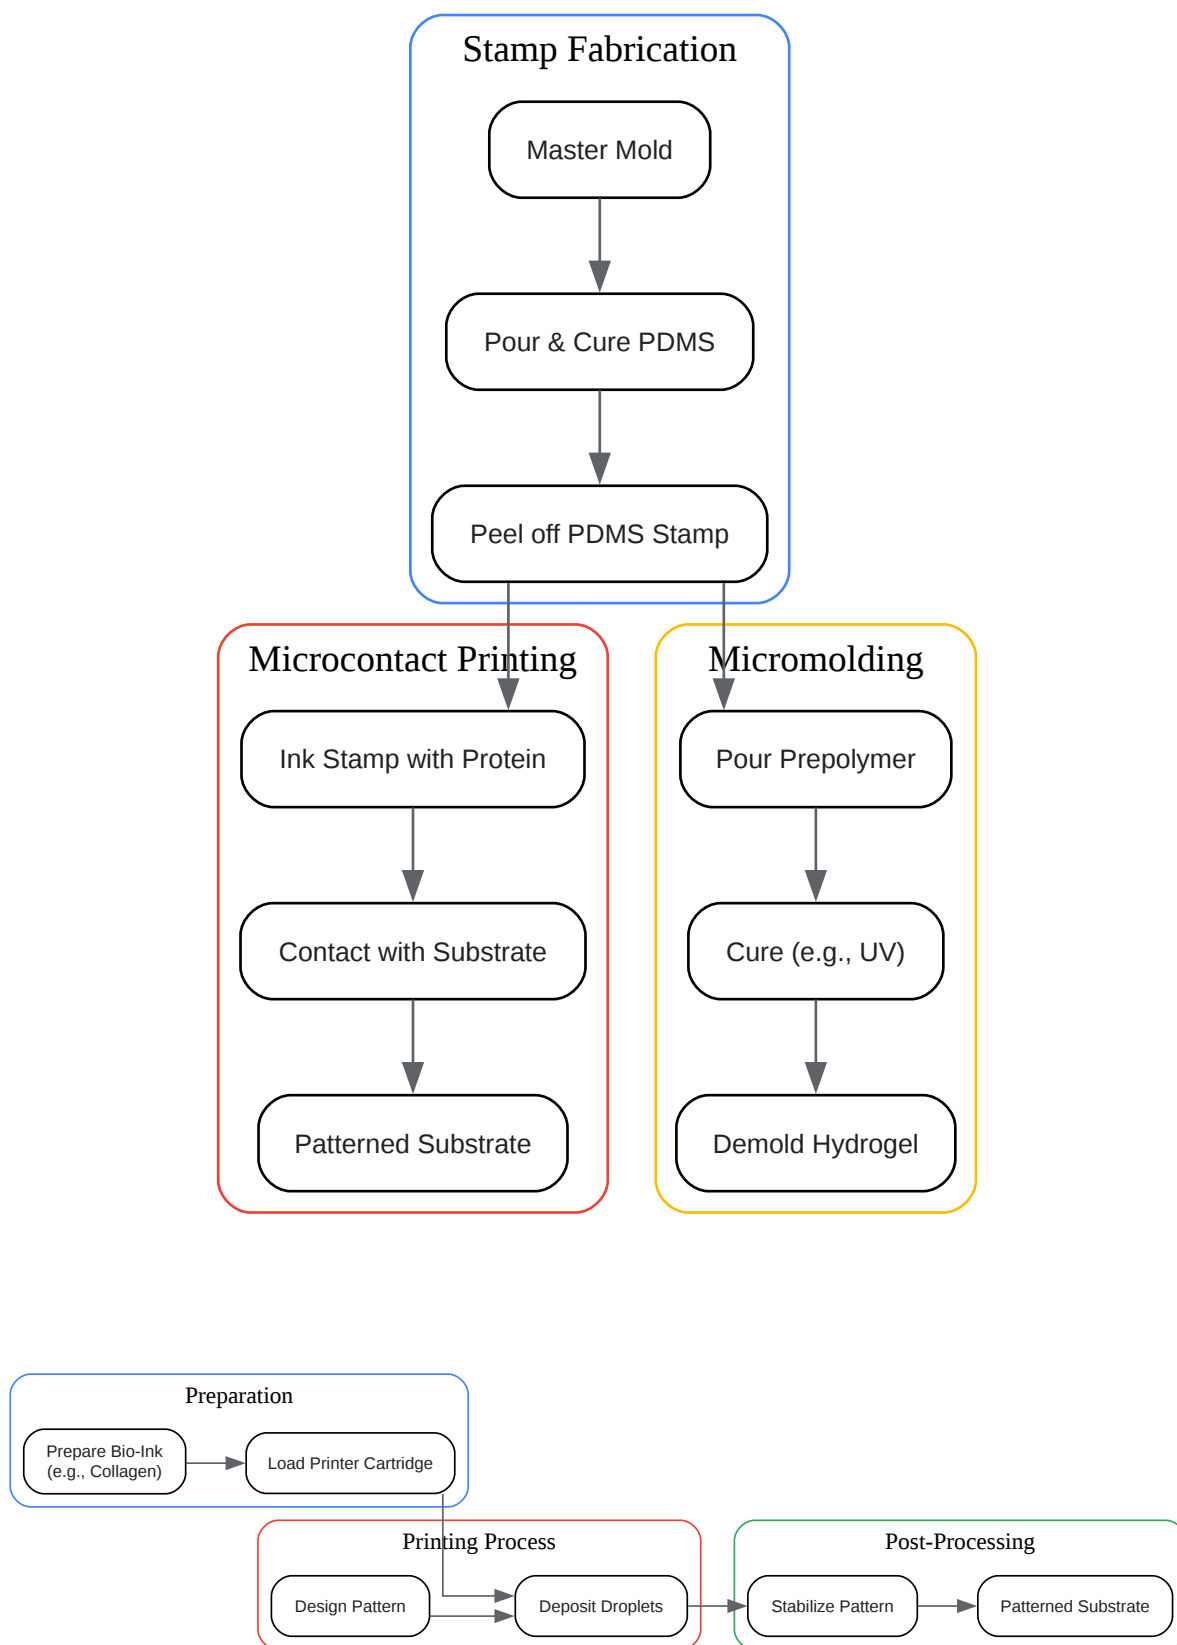 Stamp Fabrication
Master Mold
Pour & Cure PDMS
Peel off PDMS Stamp
Microcontact Printing
Ink Stamp with Protein
Contact with Substrate
Patterned Substrate
Micromolding
Pour Prepolymer
Cure (e.g., UV)
Demold Hydrogel
Preparation
Prepare Bio-Ink
(e.g., Collagen)
Load Printer Cartridge
Printing Process
Design Pattern
Deposit Droplets
Post-Processing
Stabilize Pattern
Patterned Substrate